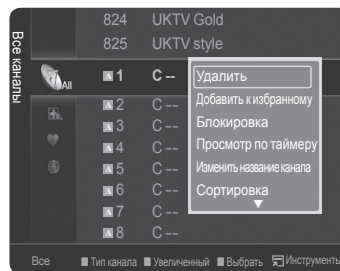 Все каналы
824 UKTV Gold
825 UKTV style
All
A 1 C --
A 2 C --
A 3 C --
A 4 C --
A 5 C --
A 6 C --
A 7 C --
A 8 C --
Удалить
Добавить к избранному
Блокировка
Просмотр по таймеру
Изменить название канала
Сортировка
Все Тип канала Увеличенный Выбрать Инструменты